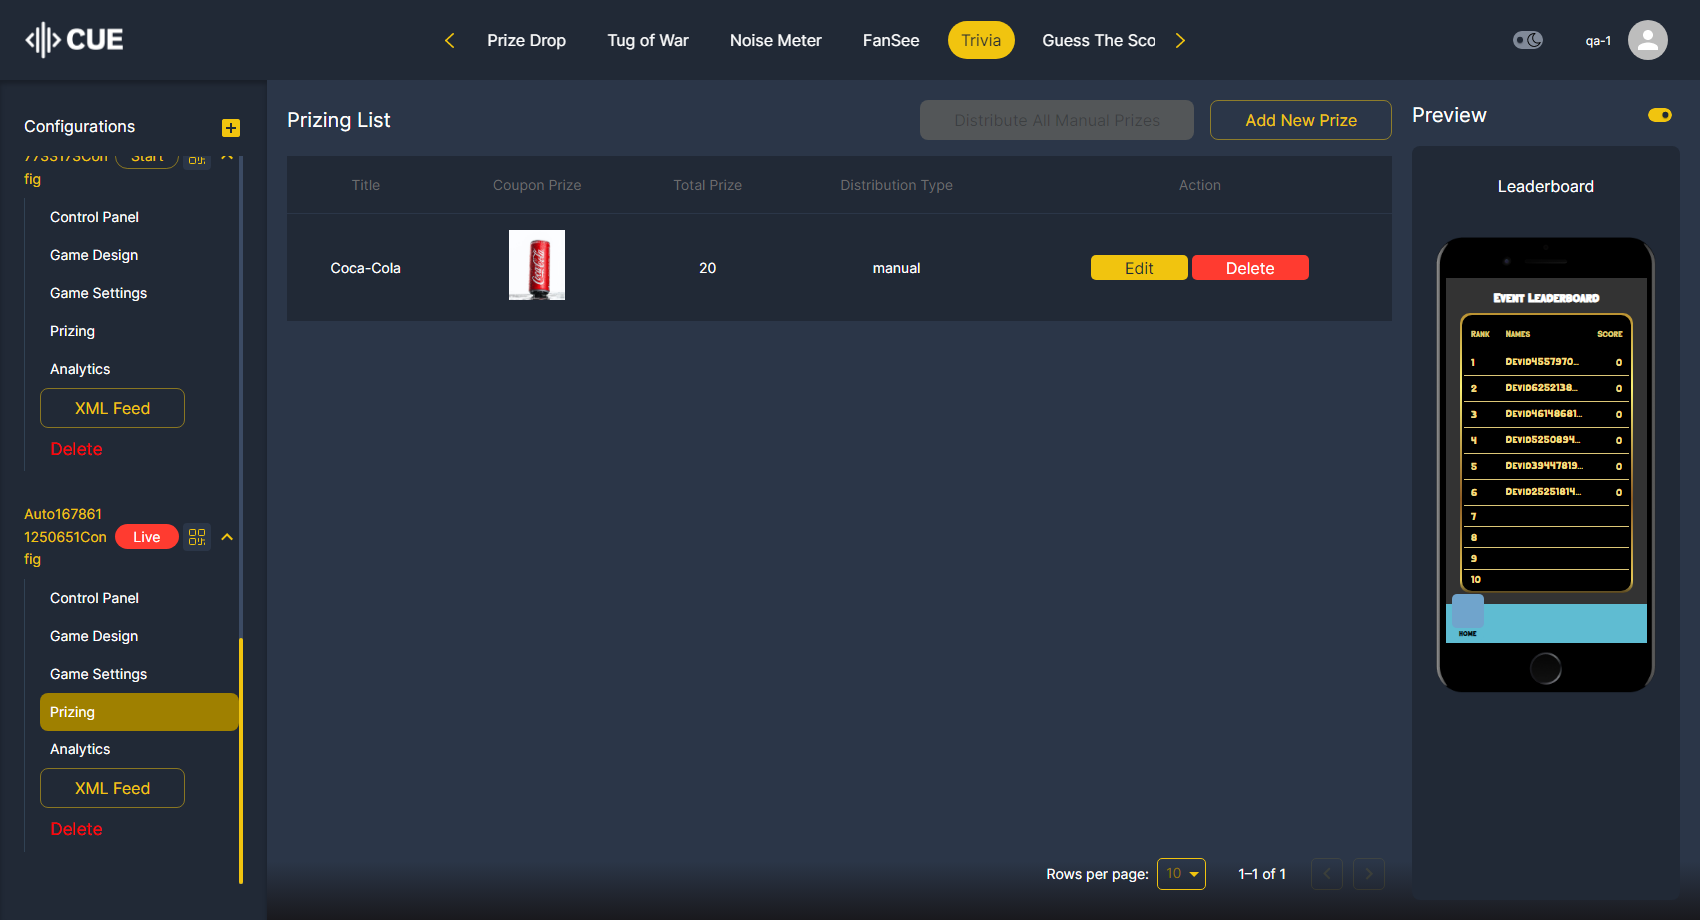 CUE
Prize Drop
Tug of War
Noise Meter
FanSee
Trivia
Guess The Sco
qa-1
Configurations
7733173Con
fig
Start
Control Panel
Game Design
Game Settings
Prizing
Analytics
XML Feed
Delete
Auto167861
1250651Con
fig
Live
Control Panel
Game Design
Game Settings
Prizing
Analytics
XML Feed
Delete
Prizing List
Distribute All Manual Prizes
Add New Prize
Title Coupon Prize Total Prize Distribution Type Action
Coca-Cola Coca-Cola 20 manual Edit Delete
Rows per page: 10 1–1 of 1
Preview
Leaderboard
Event Leaderboard
Rank Names Score
1 DevID4557970... 0
2 DevID6252138... 0
3 DevID46148681... 0
4 DevID5250894... 0
5 DevID39447819... 0
6 DevID25251814... 0
7
8
9
10
HOME